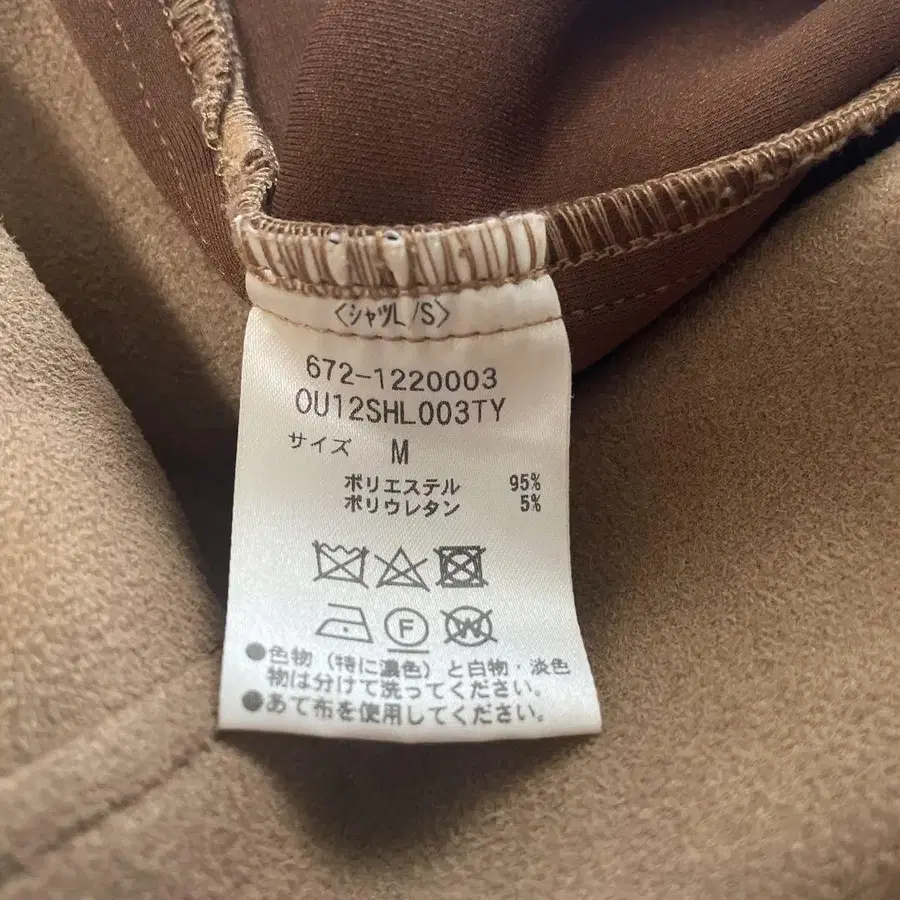 〈シャツL/S〉
672-1220003
OU12SHL003TY
サイズ M
ポリエステル 95%
ポリウレタン 5%
F
W
●色物(特に濃色)と白物・淡色
物は分けて洗ってください。
●あて布を使用してください。